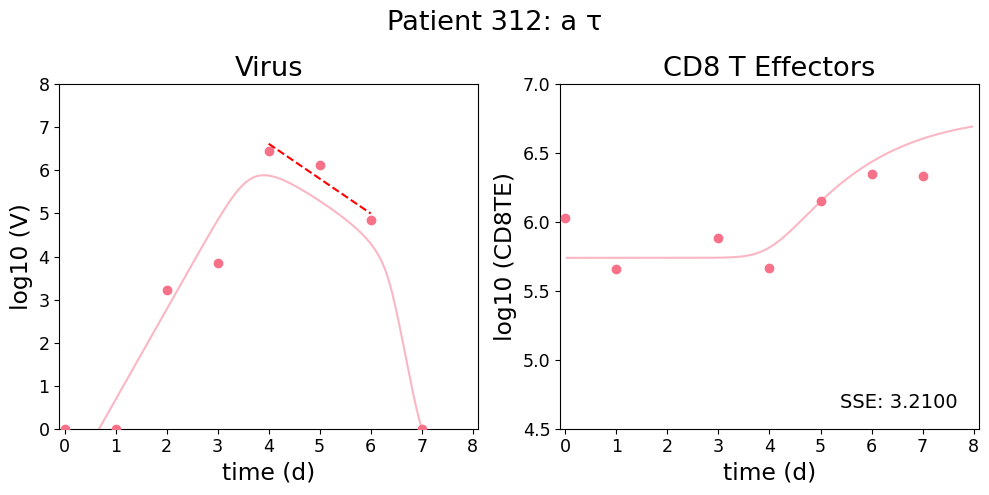 Patient 312: a τ
Virus
CD8 T Effectors
log10 (V)
8
7
6
5
4
3
2
1
0
0 1 2 3 4 5 6 7 8
time (d)
log10 (CD8TE)
7.0
6.5
6.0
5.5
5.0
4.5
SSE: 3.2100
0 1 2 3 4 5 6 7 8
time (d)